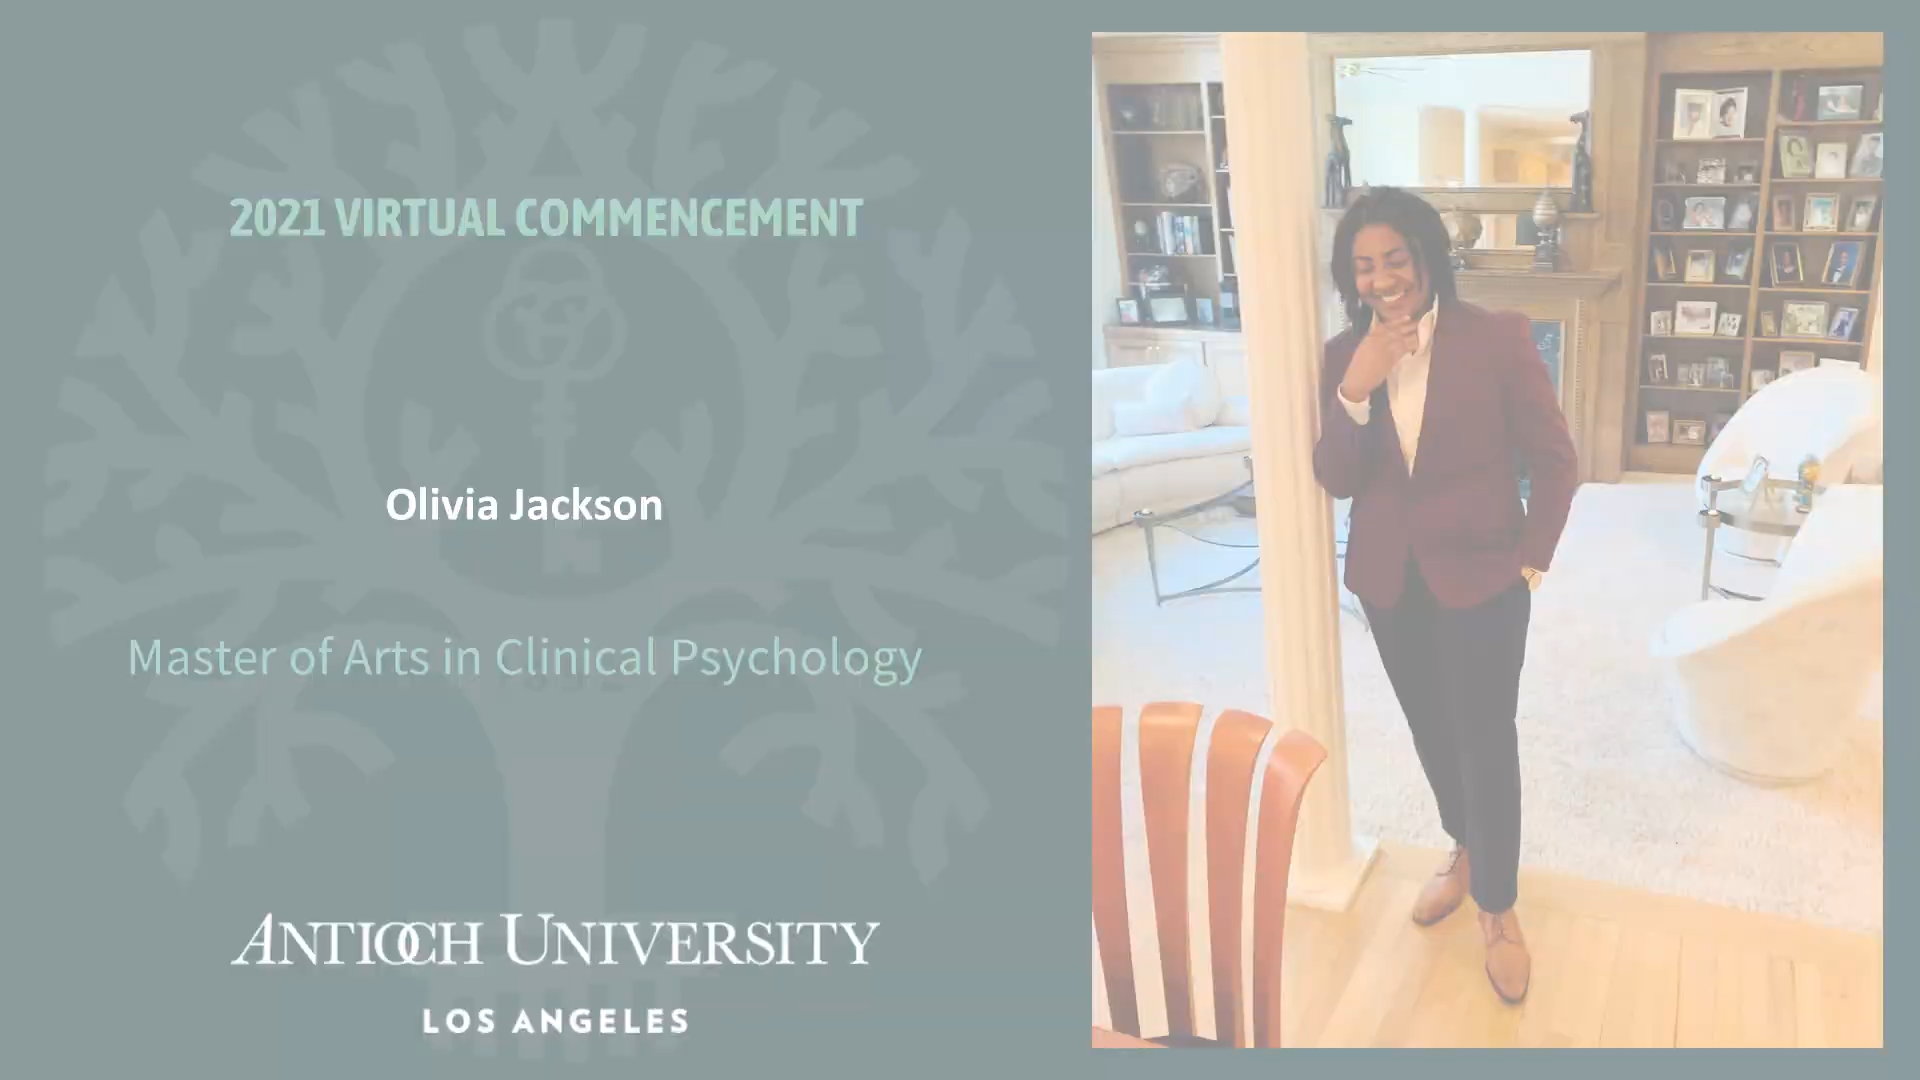 2021 VIRTUAL COMMENCEMENT
Olivia Jackson
Master of Arts in Clinical Psychology
ANTIOCH UNIVERSITY
LOS ANGELES